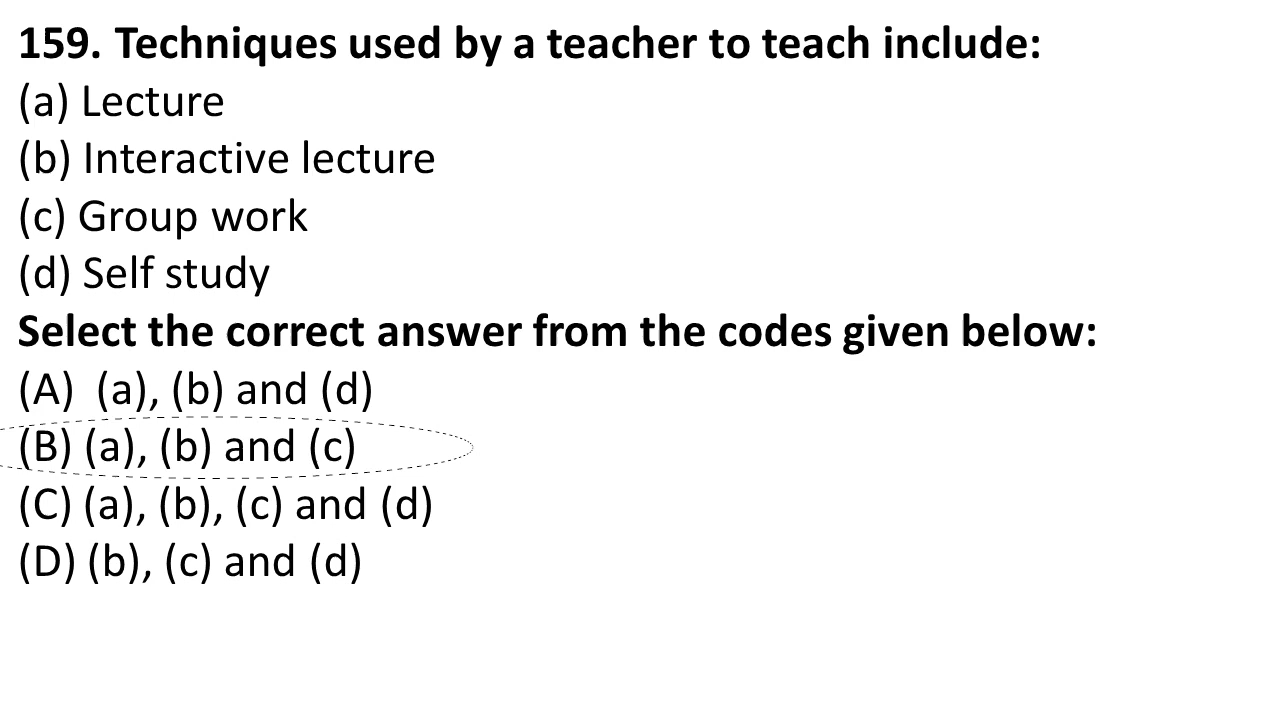 159. Techniques used by a teacher to teach include:
(a) Lecture
(b) Interactive lecture
(c) Group work
(d) Self study
Select the correct answer from the codes given below:
(A)  (a), (b) and (d)
(B) (a), (b) and (c)
(C) (a), (b), (c) and (d)
(D) (b), (c) and (d)